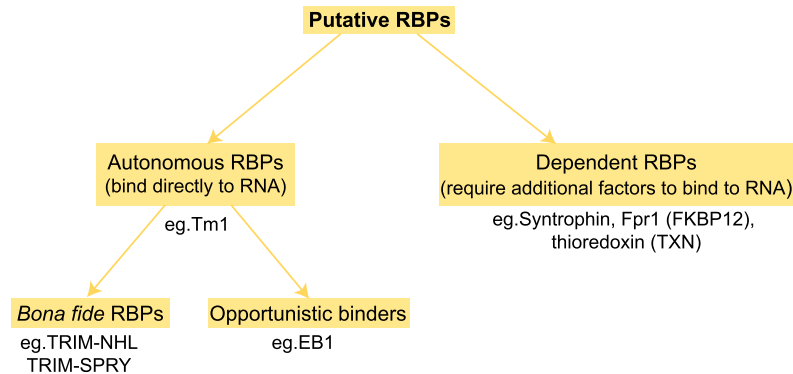 Putative RBPs
Autonomous RBPs
(bind directly to RNA)
Dependent RBPs
(require additional factors to bind to RNA)
eg.Tm1
eg.Syntrophin, Fpr1 (FKBP12),
thioredoxin (TXN)
Bona fide RBPs
Opportunistic binders
eg.TRIM-NHL
TRIM-SPRY
eg.EB1